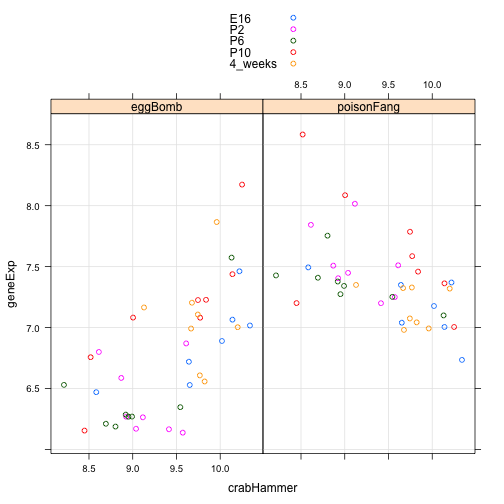 E16
P2
P6
P10
4_weeks
8.5 9.0 9.5 10.0
eggBomb poisonFang
8.5
8.0
7.5
7.0
6.5
geneExp
8.5 9.0 9.5 10.0
crabHammer